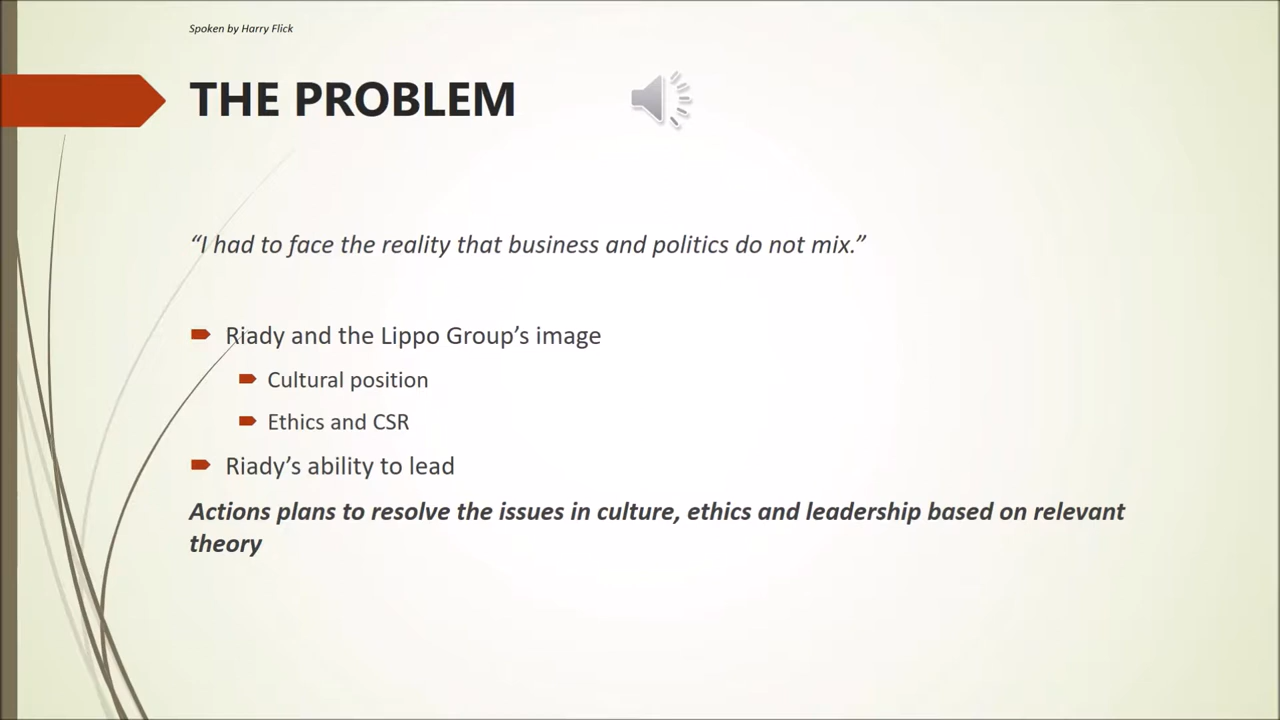 Spoken by Harry Flick
THE PROBLEM
“I had to face the reality that business and politics do not mix.”
Riady and the Lippo Group’s image
Cultural position
Ethics and CSR
Riady’s ability to lead
Actions plans to resolve the issues in culture, ethics and leadership based on relevant
theory